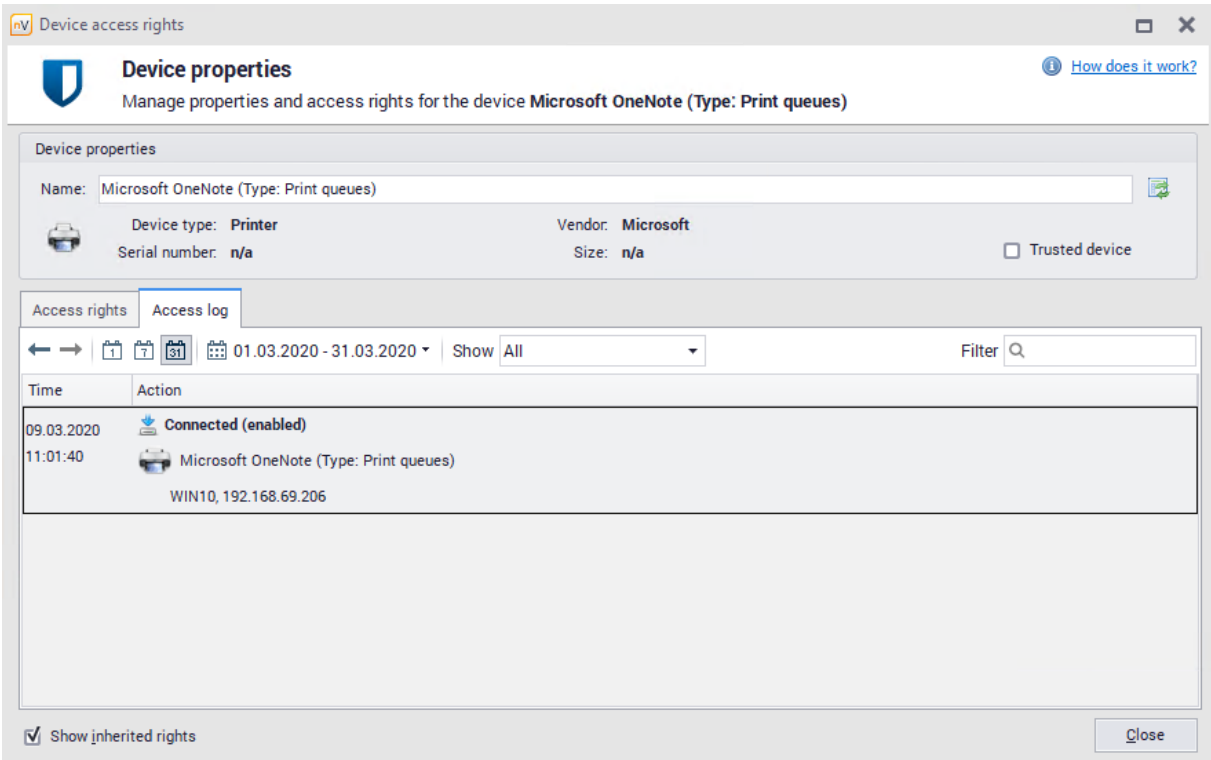 nV Device access rights
Device properties
How does it work?
Manage properties and access rights for the device Microsoft OneNote (Type: Print queues)
Device properties
Name: Microsoft OneNote (Type: Print queues)
Device type: Printer Vendor: Microsoft
Serial number: n/a Size: n/a Trusted device
Access rights Access log
1 7 31 01.03.2020 - 31.03.2020 Show All Filter
Time Action
09.03.2020 Connected (enabled)
11:01:40 Microsoft OneNote (Type: Print queues)
WIN10, 192.168.69.206
Show inherited rights Close